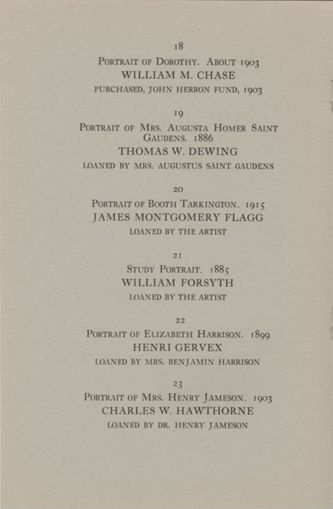 18
Portrait of Dorothy. About 1903
WILLIAM M. CHASE
PURCHASED, JOHN HERRON FUND, 1903
19
Portrait of Mrs. Augusta Homer Saint
Gaudens. 1886
THOMAS W. DEWING
LOANED BY MRS. AUGUSTUS SAINT GAUDENS
20
Portrait of Booth Tarkington. 1915
JAMES MONTGOMERY FLAGG
LOANED BY THE ARTIST
21
Study Portrait. 1885
WILLIAM FORSYTH
LOANED BY THE ARTIST
22
Portrait of Elizabeth Harrison. 1899
HENRI GERVEX
LOANED BY MRS. BENJAMIN HARRISON
23
Portrait of Mrs. Henry Jameson. 1903
CHARLES W. HAWTHORNE
LOANED BY DR. HENRY JAMESON